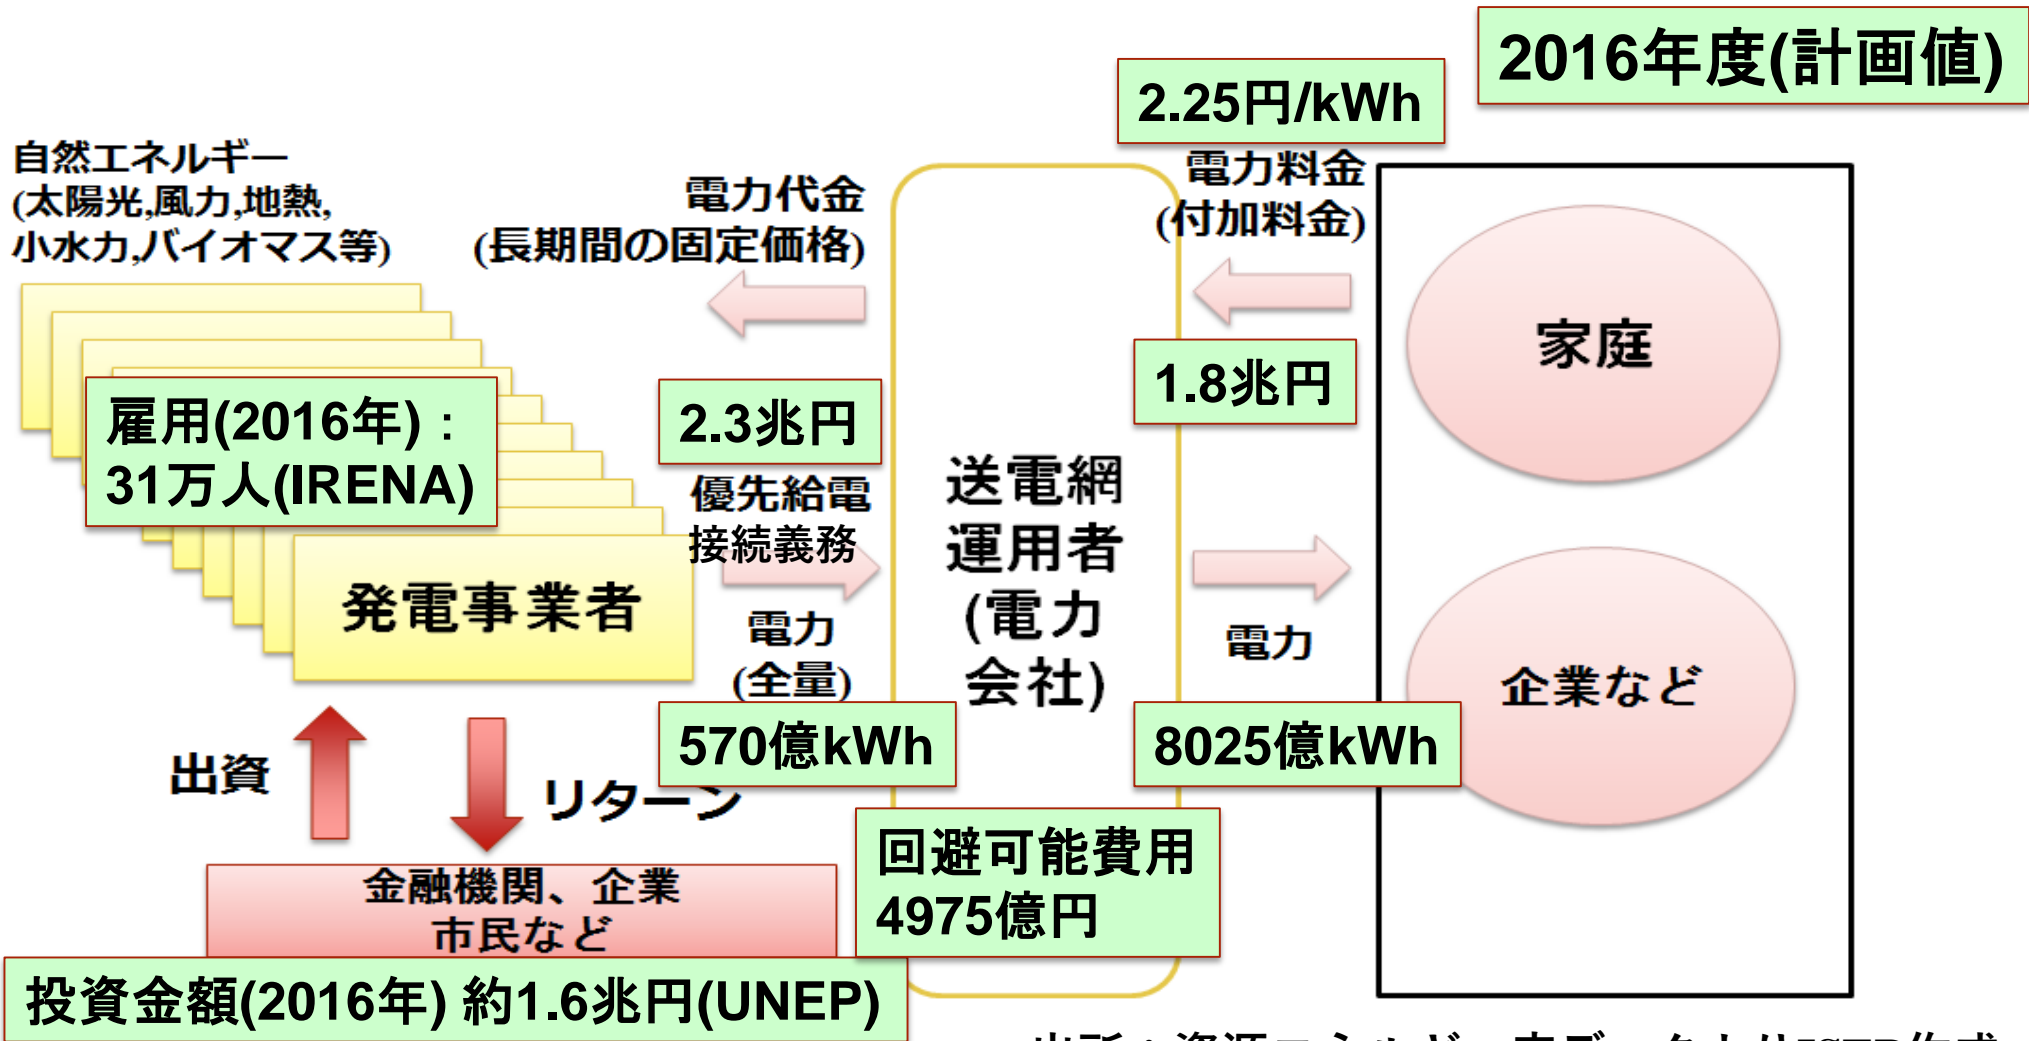 2016年度(計画値)
2.25円/kWh
自然エネルギー
(太陽光,風力,地熱,
小水力,バイオマス等)
電力代金
(長期間の固定価格)
電力料金
(付加料金)
家庭
1.8兆円
2.3兆円
雇用(2016年)：
31万人(IRENA)
優先給電
接続義務
送電網
運用者
(電力
会社)
発電事業者
電力
(全量)
電力
企業など
570億kWh
8025億kWh
出資
リターン
回避可能費用
4975億円
金融機関、企業
市民など
投資金額(2016年) 約1.6兆円(UNEP)